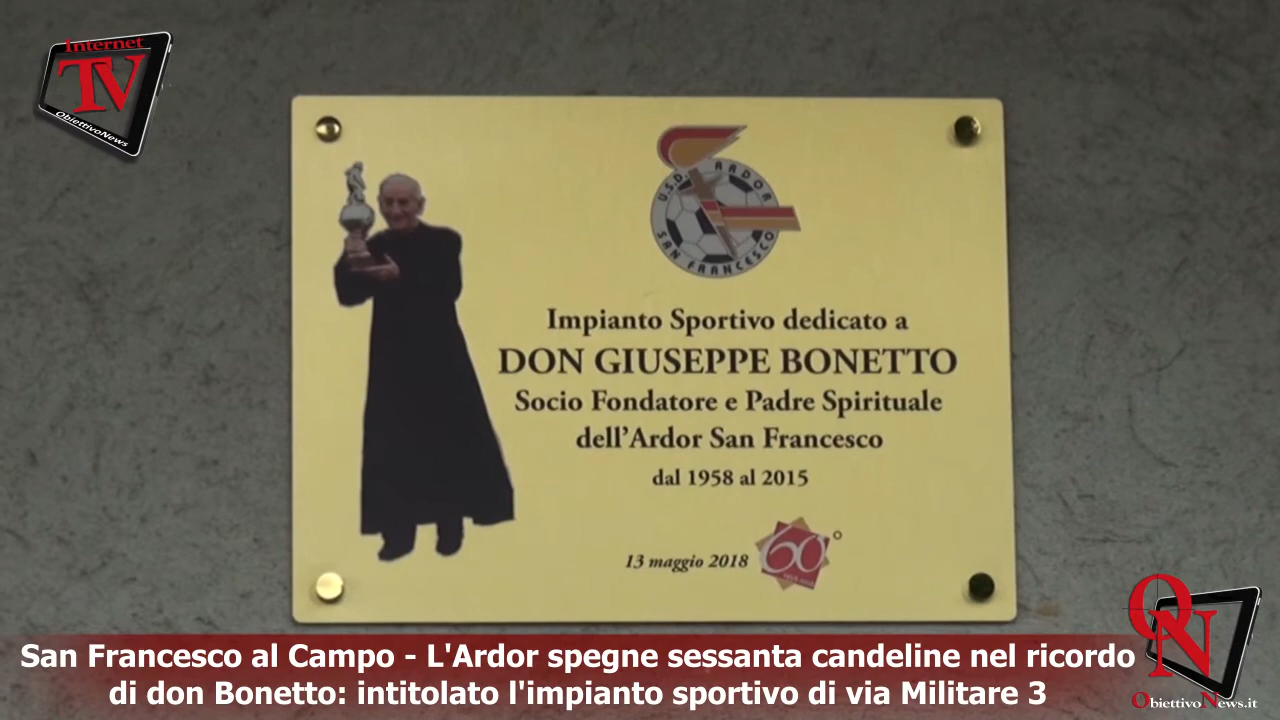 Internet
TV
ObiettivoNews
U.S.D. ARDOR
SAN FRANCESCO
Impianto Sportivo dedicato a
DON GIUSEPPE BONETTO
Socio Fondatore e Padre Spirituale
dell'Ardor San Francesco
dal 1958 al 2015
13 maggio 2018
60°
San Francesco al Campo - L'Ardor spegne sessanta candeline nel ricordo
di don Bonetto: intitolato l'impianto sportivo di via Militare 3
ON
ObiettivoNews.it